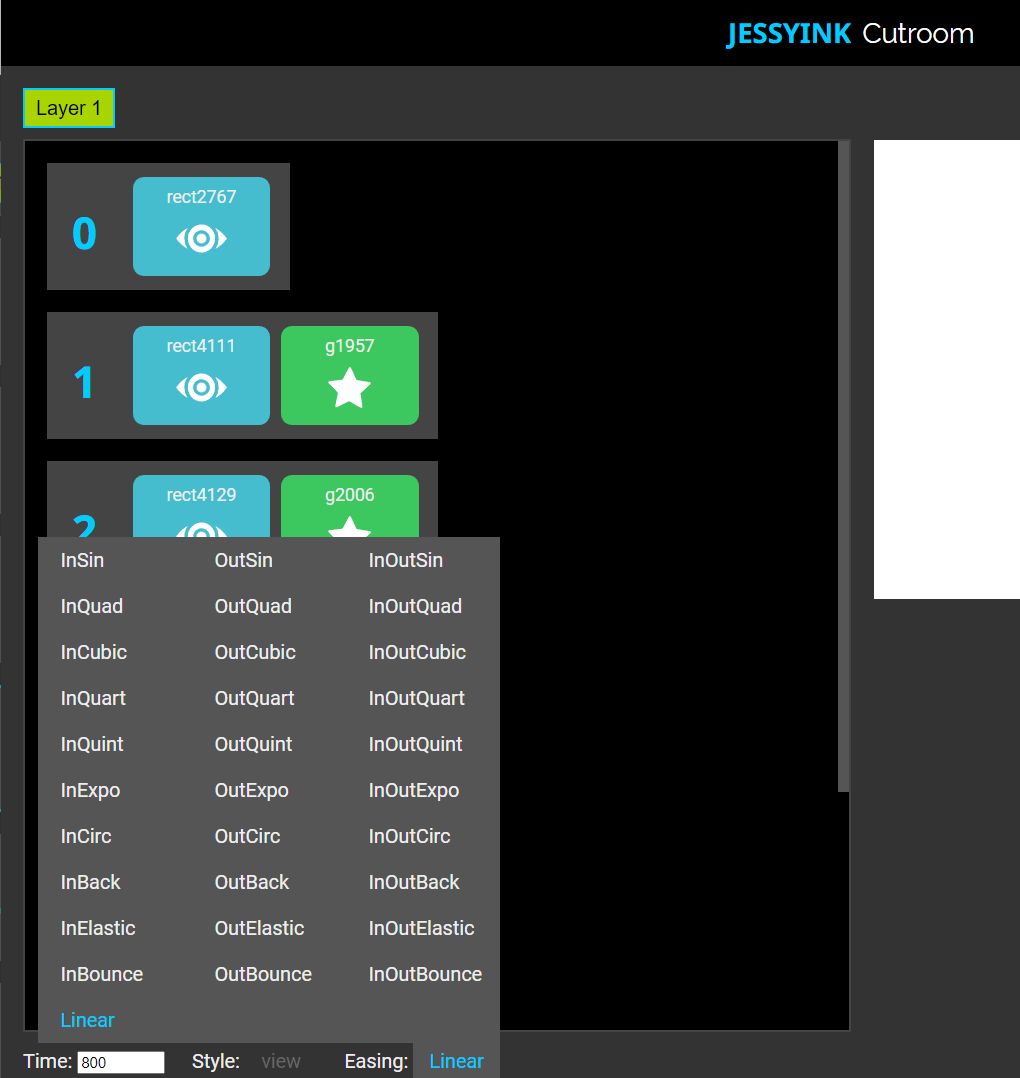 JESSYINK Cutroom
Layer 1
0
rect2767
1
rect4111
g1957
2
rect4129
g2006
InSin OutSin InOutSin
InQuad OutQuad InOutQuad
InCubic OutCubic InOutCubic
InQuart OutQuart InOutQuart
InQuint OutQuint InOutQuint
InExpo OutExpo InOutExpo
InCirc OutCirc InOutCirc
InBack OutBack InOutBack
InElastic OutElastic InOutElastic
InBounce OutBounce InOutBounce
Linear
Time: 800 Style: view Easing: Linear